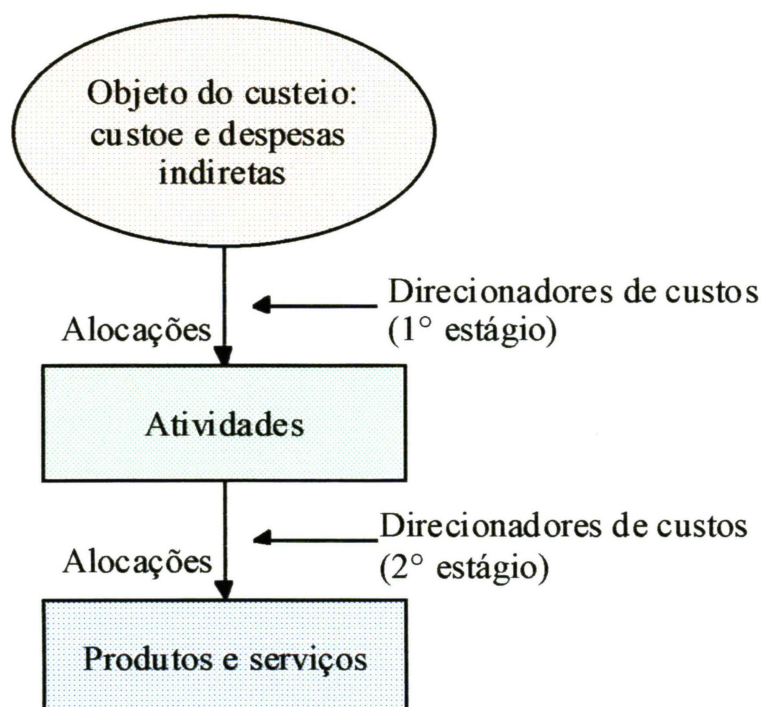 Objeto do custeio:
custoe e despesas
indiretas
Direcionadores de custos
(1° estágio)
Alocações
Atividades
Direcionadores de custos
(2° estágio)
Alocações
Produtos e serviços